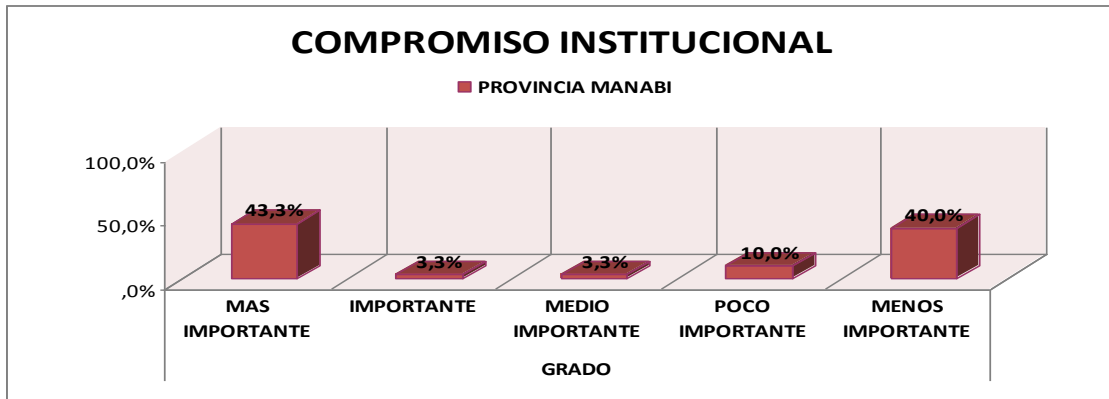 COMPROMISO INSTITUCIONAL
PROVINCIA MANABI
100,0%
50,0%
,0%
43,3%
3,3%
3,3%
10,0%
40,0%
MAS IMPORTANTE
IMPORTANTE
MEDIO IMPORTANTE
POCO IMPORTANTE
MENOS IMPORTANTE
GRADO